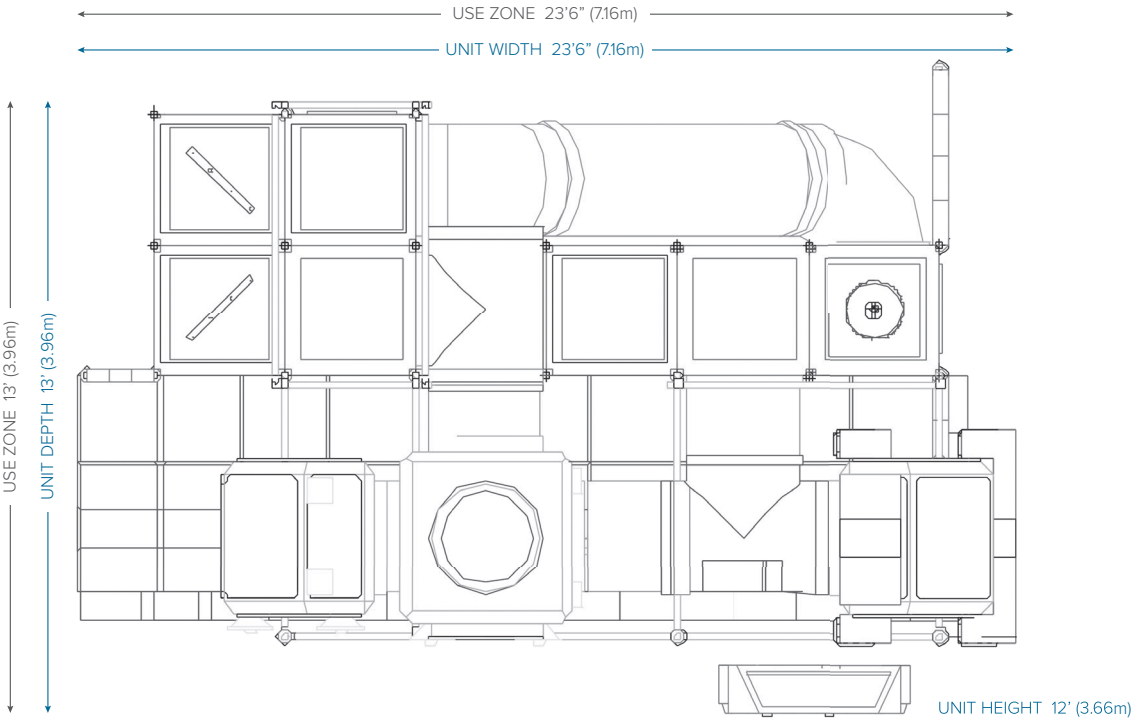 USE ZONE  23’6” (7.16m)
UNIT WIDTH  23’6” (7.16m)
USE ZONE  13’ (3.96m)
UNIT DEPTH  13’ (3.96m)
UNIT HEIGHT  12’ (3.66m)